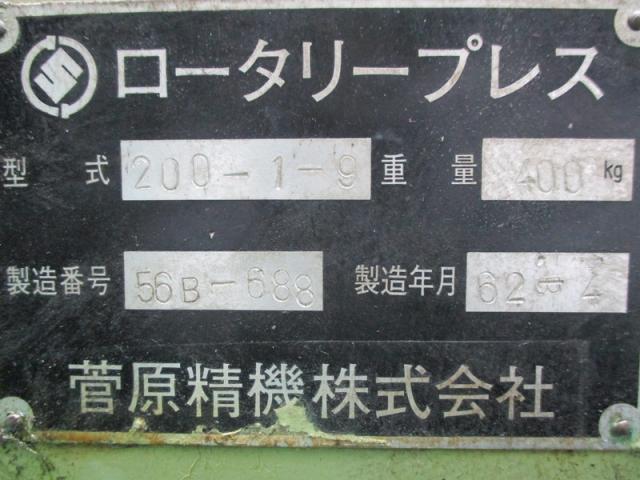 ロータリープレス
型式 200-1-9 重量 400 kg
製造番号 56B-688 製造年月 62-4
菅原精機株式会社